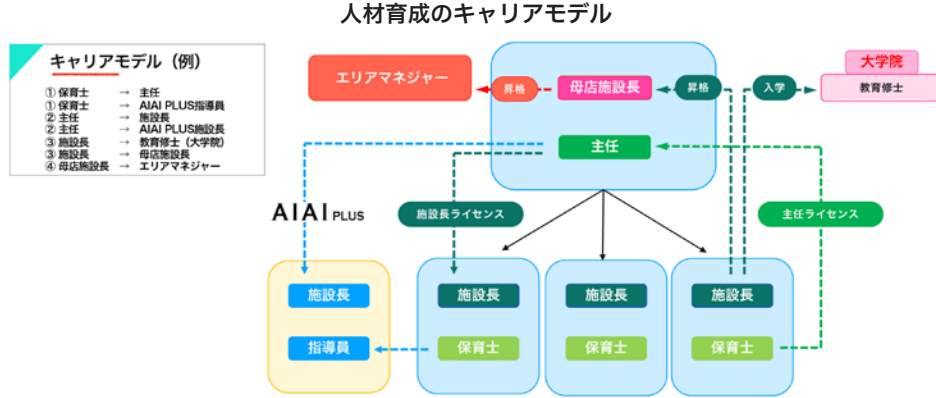 人材育成のキャリアモデル
キャリアモデル（例）
① 保育士 → 主任
① 保育士 → AIAI PLUS指導員
② 主任 → 施設長
② 主任 → AIAI PLUS施設長
③ 施設長 → 教育修士（大学院）
③ 施設長 → 母店施設長
④ 母店施設長 → エリアマネジャー
エリアマネジャー
昇格
母店施設長
昇格
入学
大学院
教育修士
主任
AIAI PLUS
施設長ライセンス
主任ライセンス
施設長
施設長
施設長
施設長
指導員
保育士
保育士
保育士